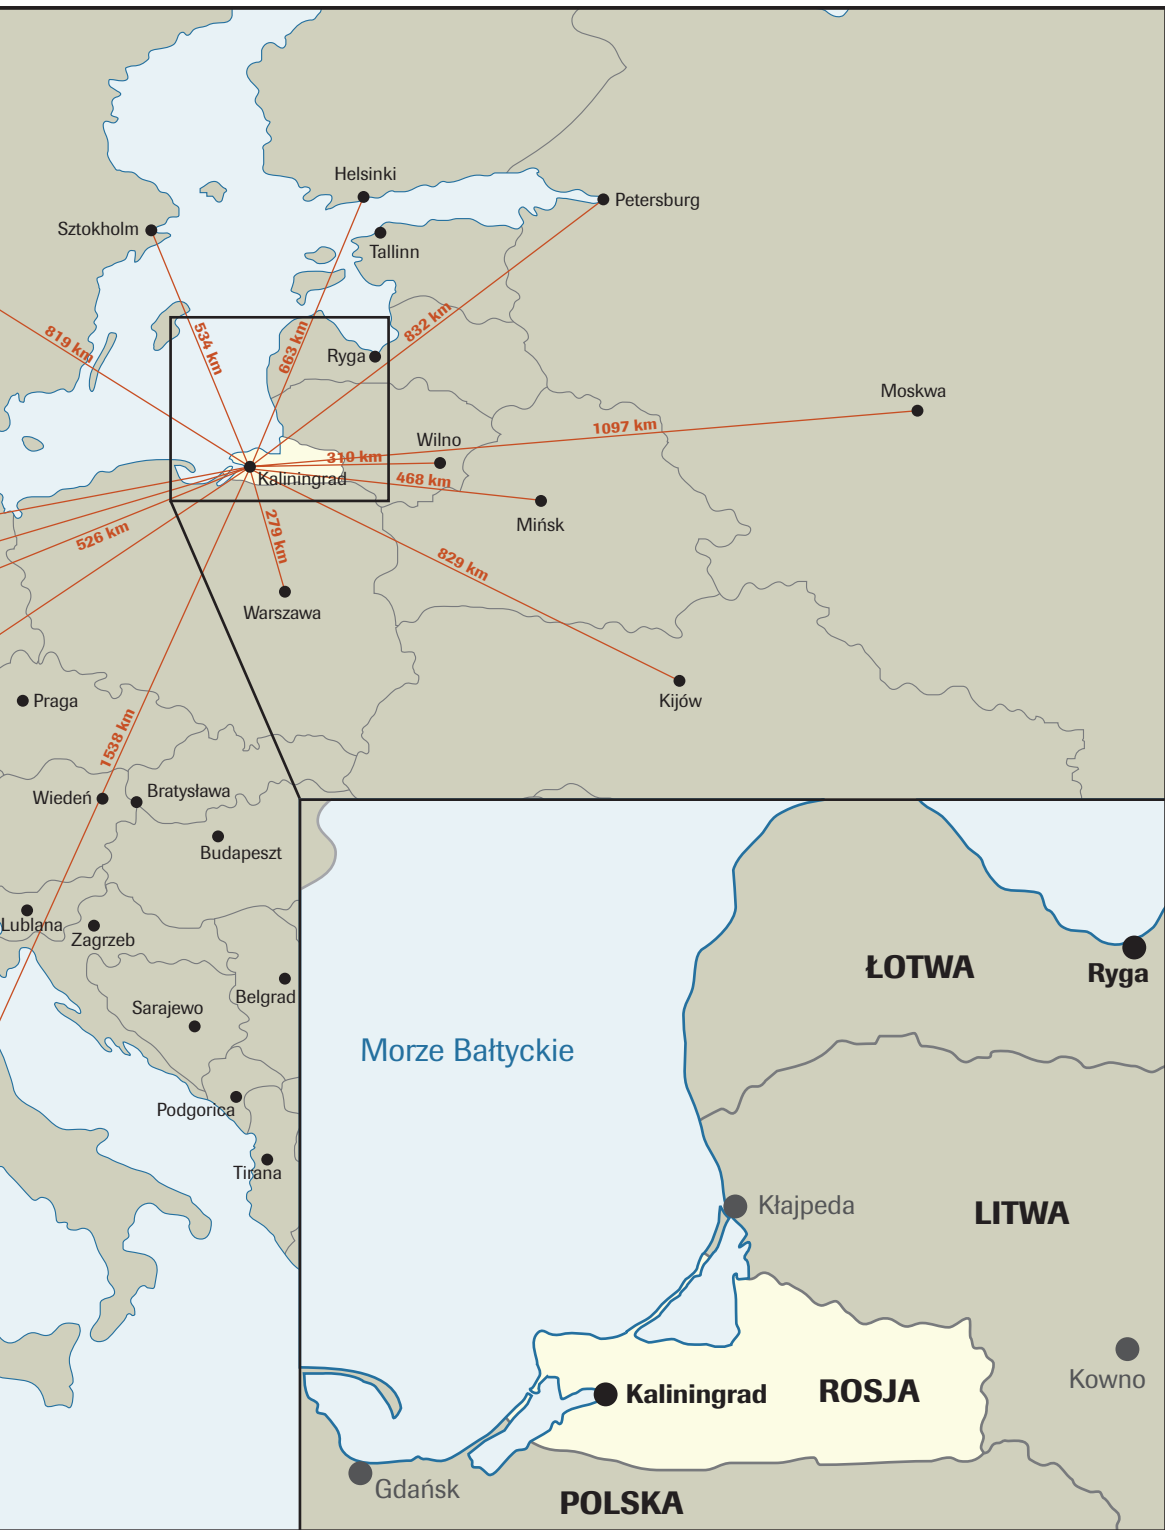 Helsinki
Petersburg
Sztokholm
Tallinn
819 km
534 km
663 km
832 km
Ryga
Moskwa
1097 km
Wilno
310 km
Kaliningrad
468 km
Mińsk
526 km
279 km
829 km
Warszawa
Praga
Kijów
1538 km
Wiedeń
Bratysława
Budapeszt
Lublana
Zagrzeb
Belgrad
Sarajewo
Podgorica
Tirana
ŁOTWA
Ryga
Morze Bałtyckie
Kłajpeda
LITWA
Kowno
Kaliningrad
ROSJA
Gdańsk
POLSKA